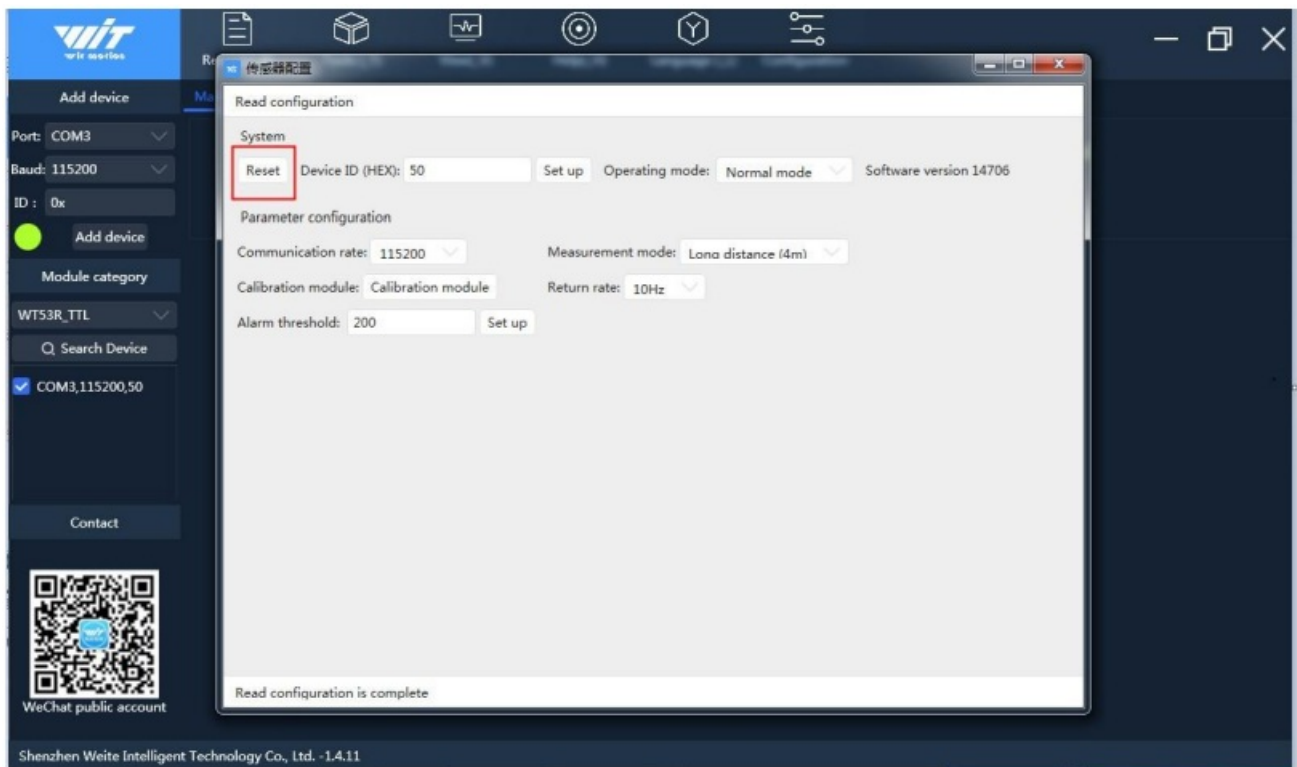 WiT
wit motion
Add device
Port: COM3
Baud: 115200
ID : 0x
Add device
Module category
WT53R_TTL
Search Device
COM3,115200,50
Contact
WeChat public account
Shenzhen Weite Intelligent Technology Co., Ltd. -1.4.11
传感器配置
Read configuration
System
Reset Device ID (HEX): 50 Set up Operating mode: Normal mode Software version 14706
Parameter configuration
Communication rate: 115200 Measurement mode: Long distance (4m)
Calibration module: Calibration module Return rate: 10Hz
Alarm threshold: 200 Set up
Read configuration is complete